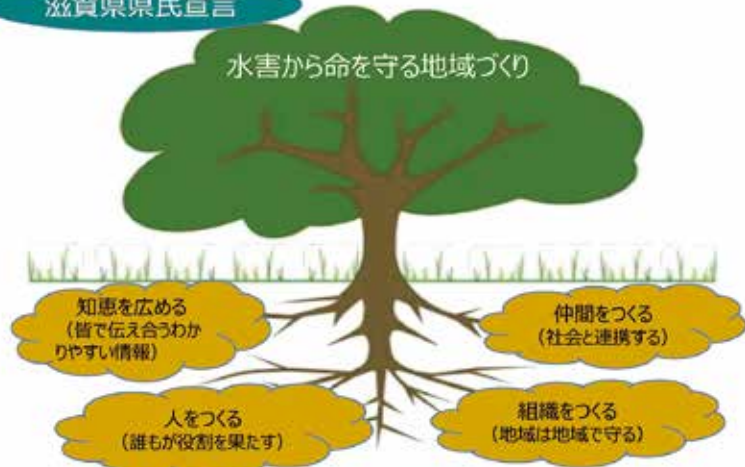 滋賀県県民宣言
水害から命を守る地域づくり
知恵を広める
(皆で伝え合うわか
りやすい情報)
仲間をつくる
(社会と連携する)
人をつくる
(誰もが役割を果たす)
組織をつくる
(地域は地域で守る)